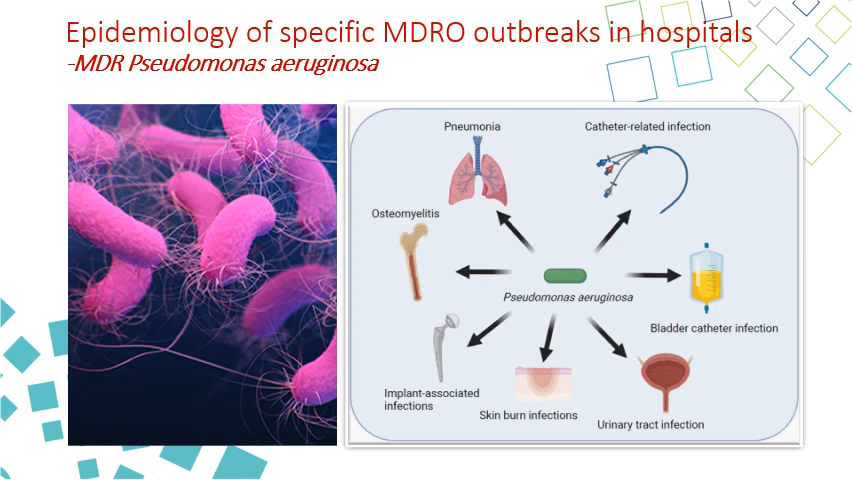 Epidemiology of specific MDRO outbreaks in hospitals
-MDR Pseudomonas aeruginosa
Pneumonia
Catheter-related infection
Osteomyelitis
Pseudomonas aeruginosa
Bladder catheter infection
Implant-associated
infections
Skin burn infections
Urinary tract infection